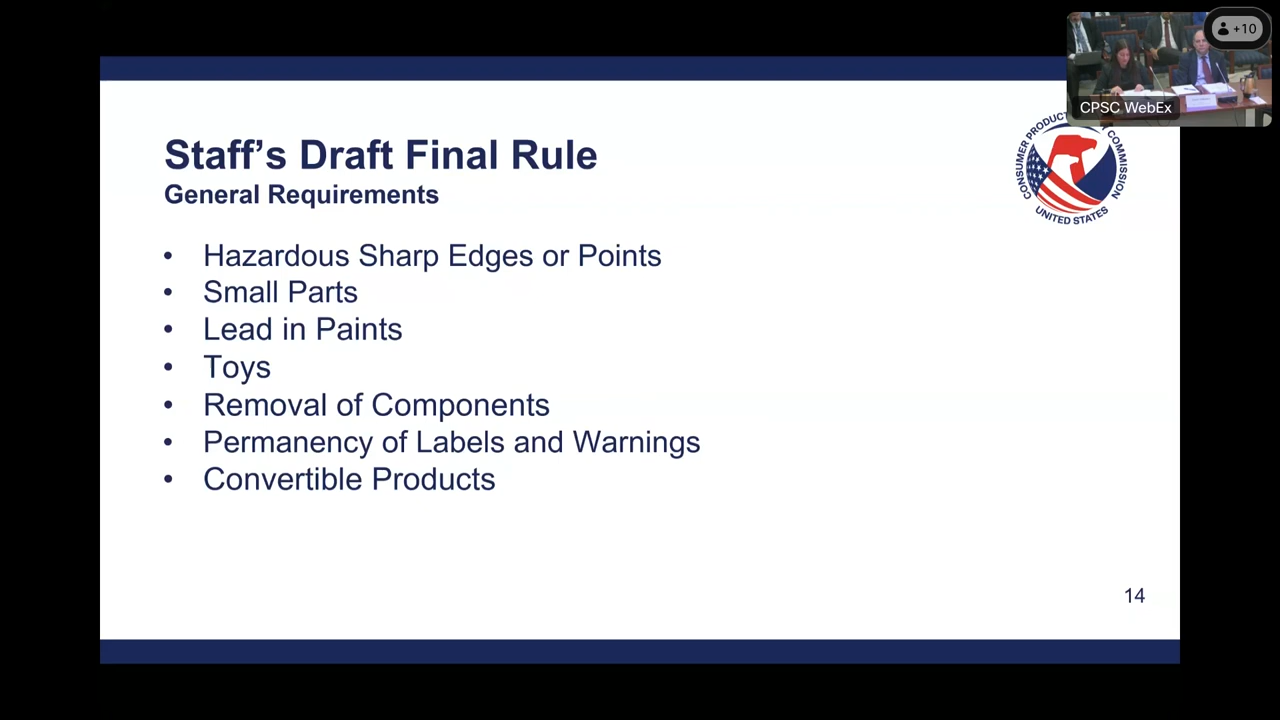 +10
CPSC WebEx
Staff's Draft Final Rule
General Requirements
CONSUMER PRODUCT COMMISSION
UNITED STATES
• Hazardous Sharp Edges or Points
• Small Parts
• Lead in Paints
• Toys
• Removal of Components
• Permanency of Labels and Warnings
• Convertible Products
14